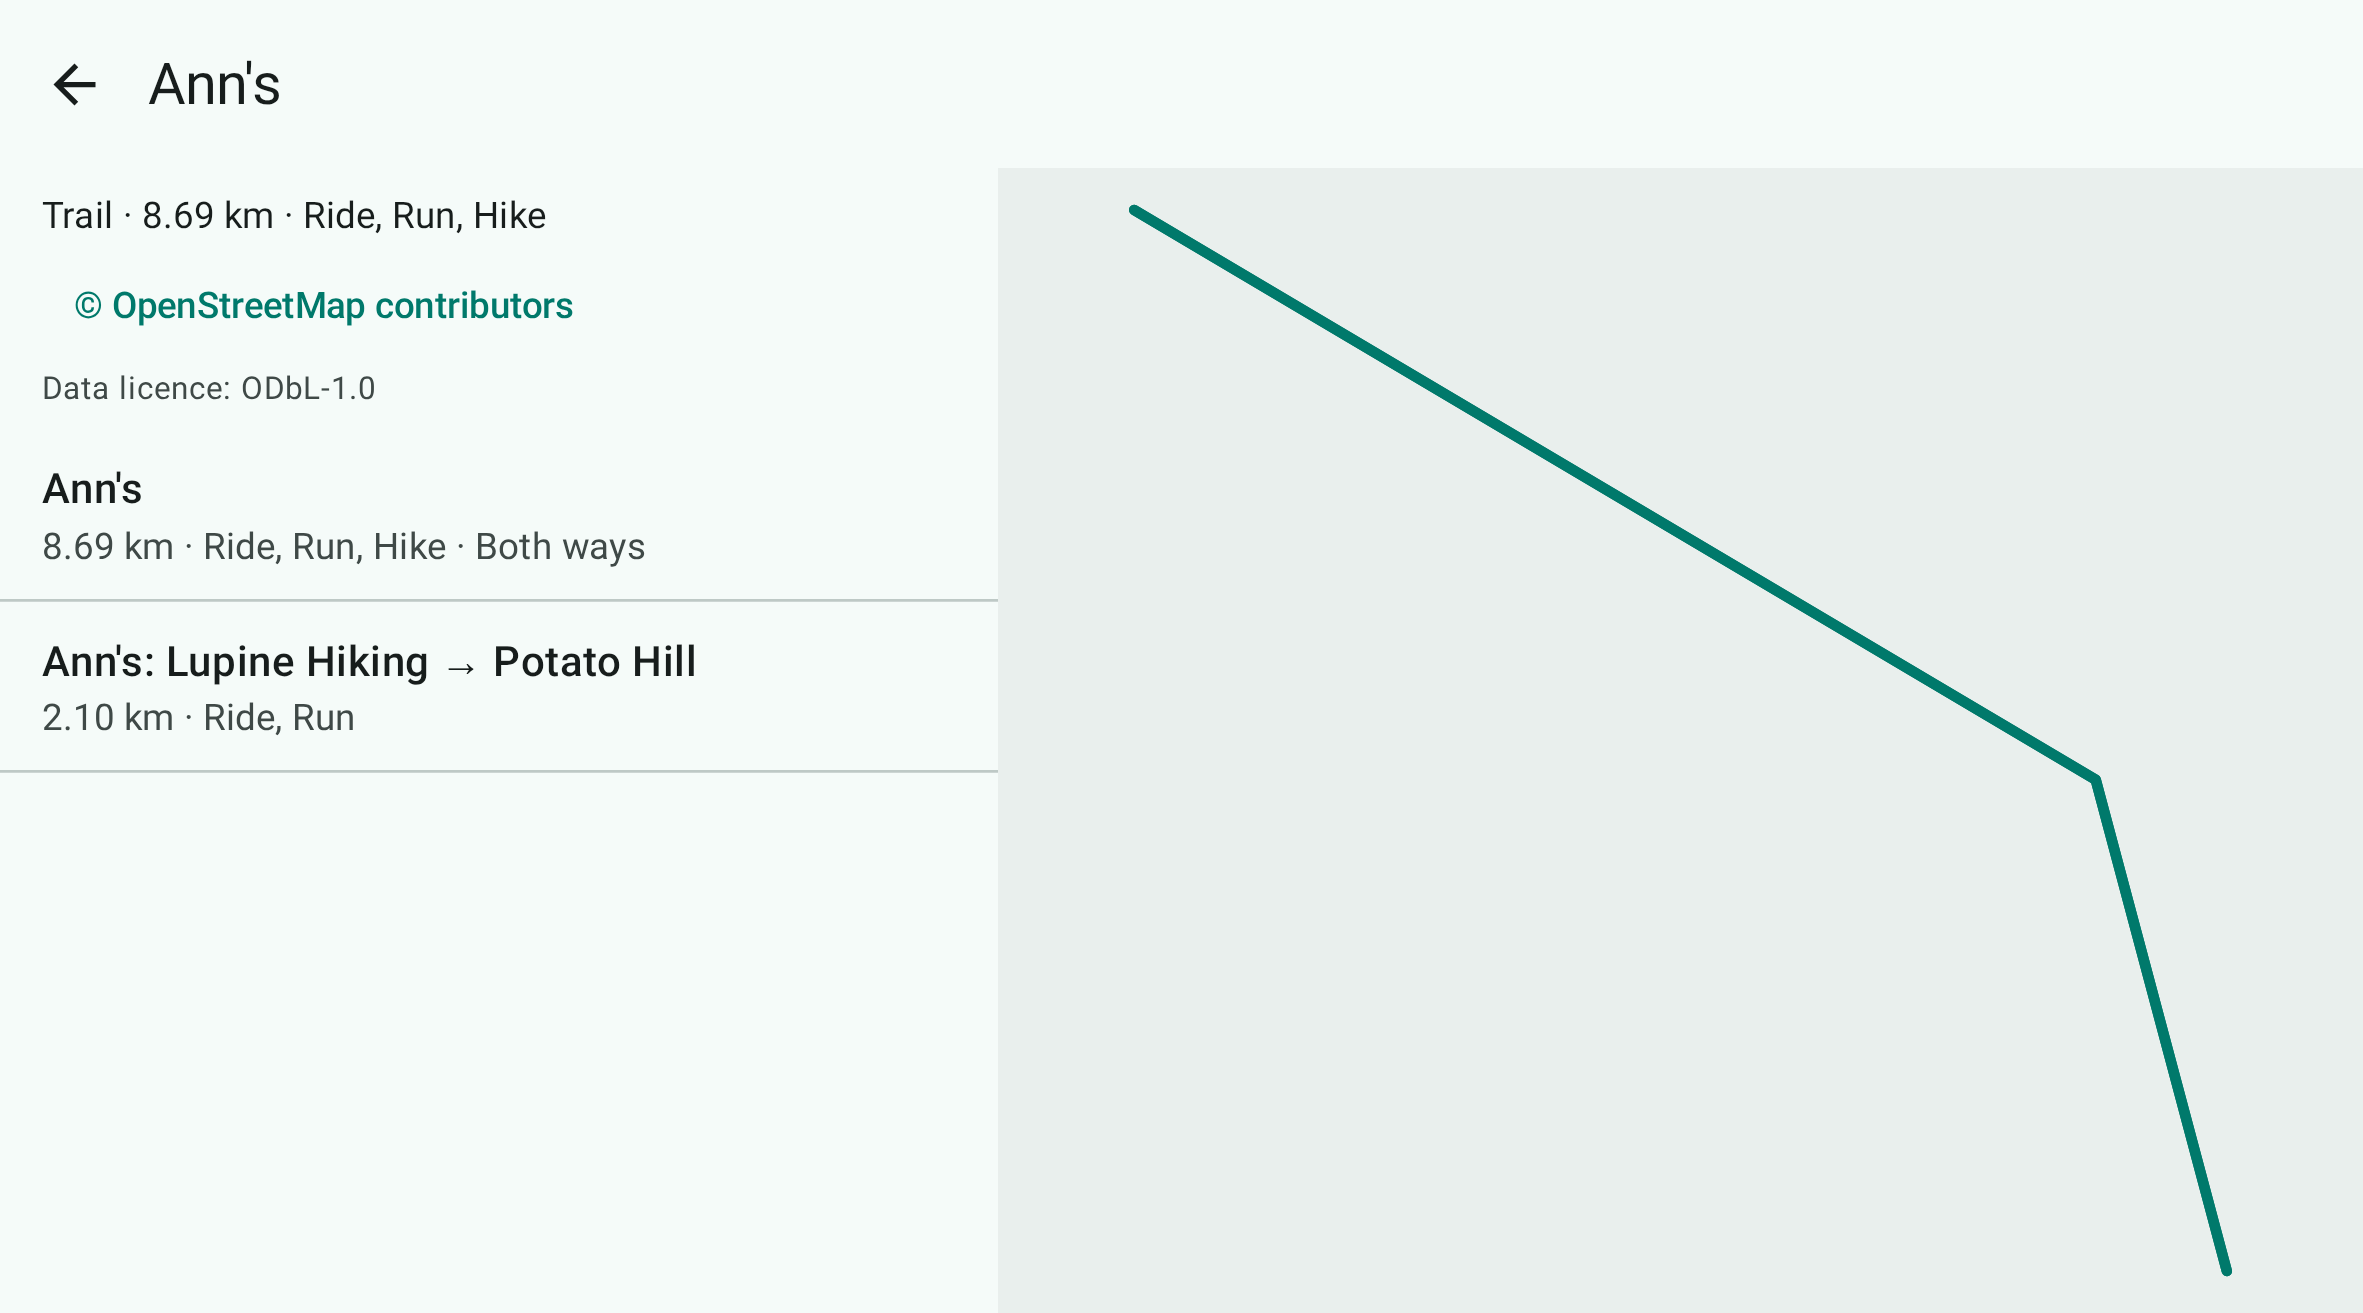 Ann's
Trail · 8.69 km · Ride, Run, Hike
© OpenStreetMap contributors
Data licence: ODbL-1.0
Ann's
8.69 km · Ride, Run, Hike · Both ways
Ann's: Lupine Hiking → Potato Hill
2.10 km · Ride, Run